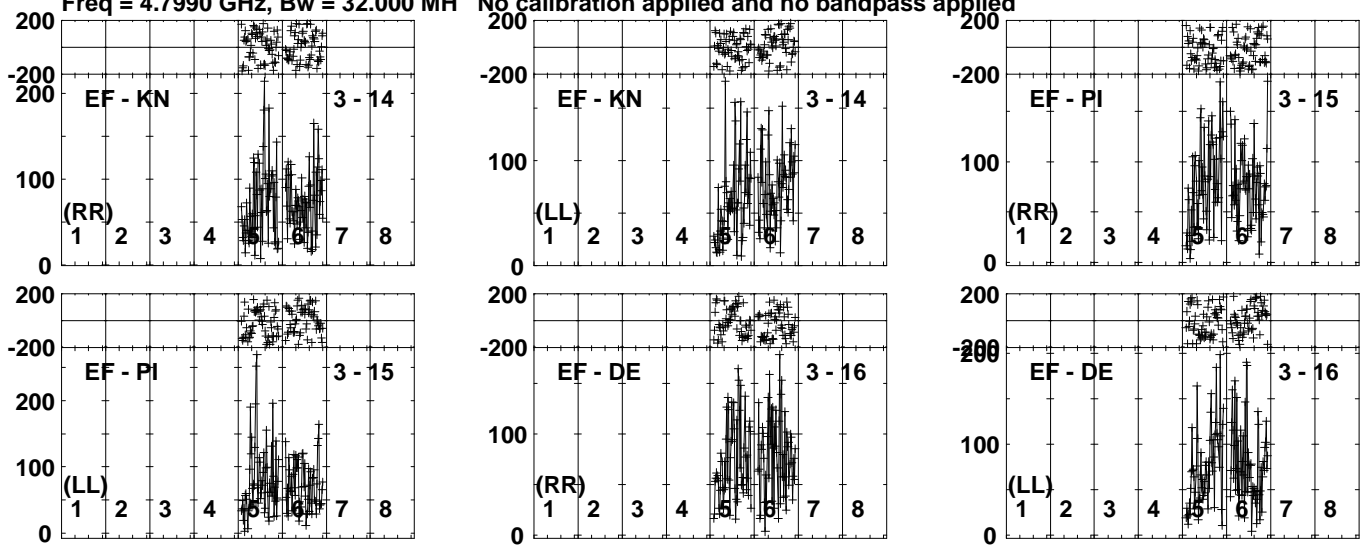 Freq = 4.7990 GHz, Bw = 32.000 MH No calibration applied and no bandpass applied
200
-200
200
EF - KN 3 - 14
100
(RR)
1 2 3 4 5 6 7 8
0
200
-200
EF - KN 3 - 14
100
(LL)
1 2 3 4 5 6 7 8
0
200
-200
EF - PI 3 - 15
100
(RR)
1 2 3 4 5 6 7 8
0
200
-200
EF - PI 3 - 15
200
100
(LL)
1 2 3 4 5 6 7 8
0
200
-200
EF - DE 3 - 16
100
(RR)
1 2 3 4 5 6 7 8
0
200
-200
200
EF - DE 3 - 16
100
(LL)
1 2 3 4 5 6 7 8
0